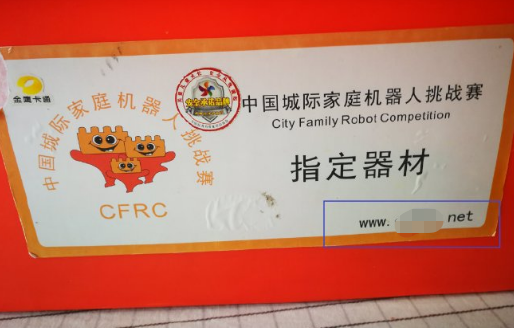 金鹰卡通
中国城际家庭机器人挑战赛
CFRC
中国城际家庭机器人挑战赛
City Family Robot Competition
指定器材
www.
net